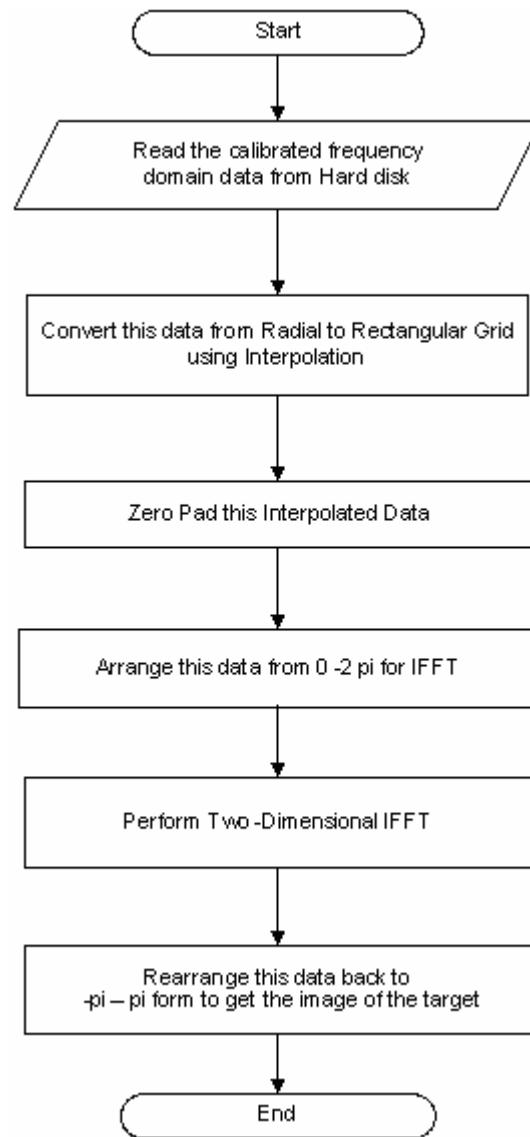 Start
Read the calibrated frequency
domain data from Hard disk
Convert this data from Radial to Rectangular Grid
using Interpolation
Zero Pad this Interpolated Data
Arrange this data from 0 -2 pi for IFFT
Perform Two -Dimensional IFFT
Rearrange this data back to
-pi – pi form to get the image of the target
End